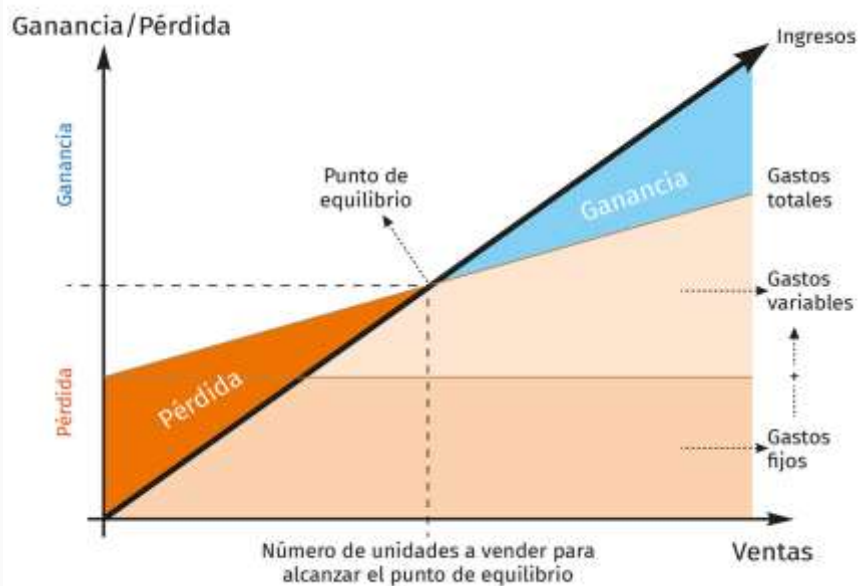 Ganancia/Pérdida
Ingresos
Ganancia
Punto de
equilibrio
Ganancia
Gastos
totales
Gastos
variables
+
Pérdida
Pérdida
Gastos
fijos
Número de unidades a vender para
alcanzar el punto de equilibrio
Ventas